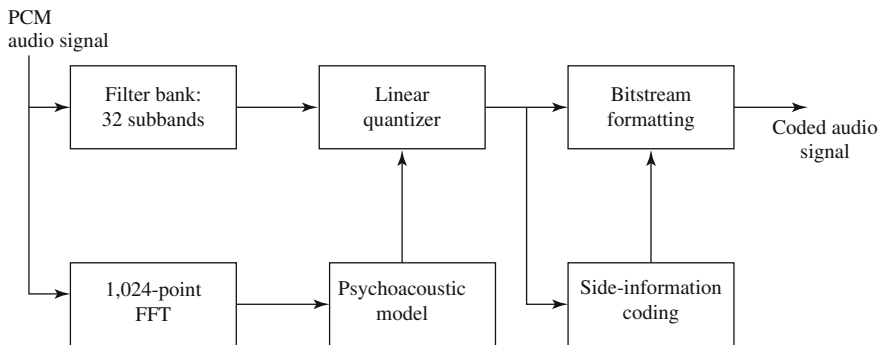 PCM
audio signal
Filter bank:
32 subbands
Linear
quantizer
Bitstream
formatting
Coded audio
signal
1,024-point
FFT
Psychoacoustic
model
Side-information
coding